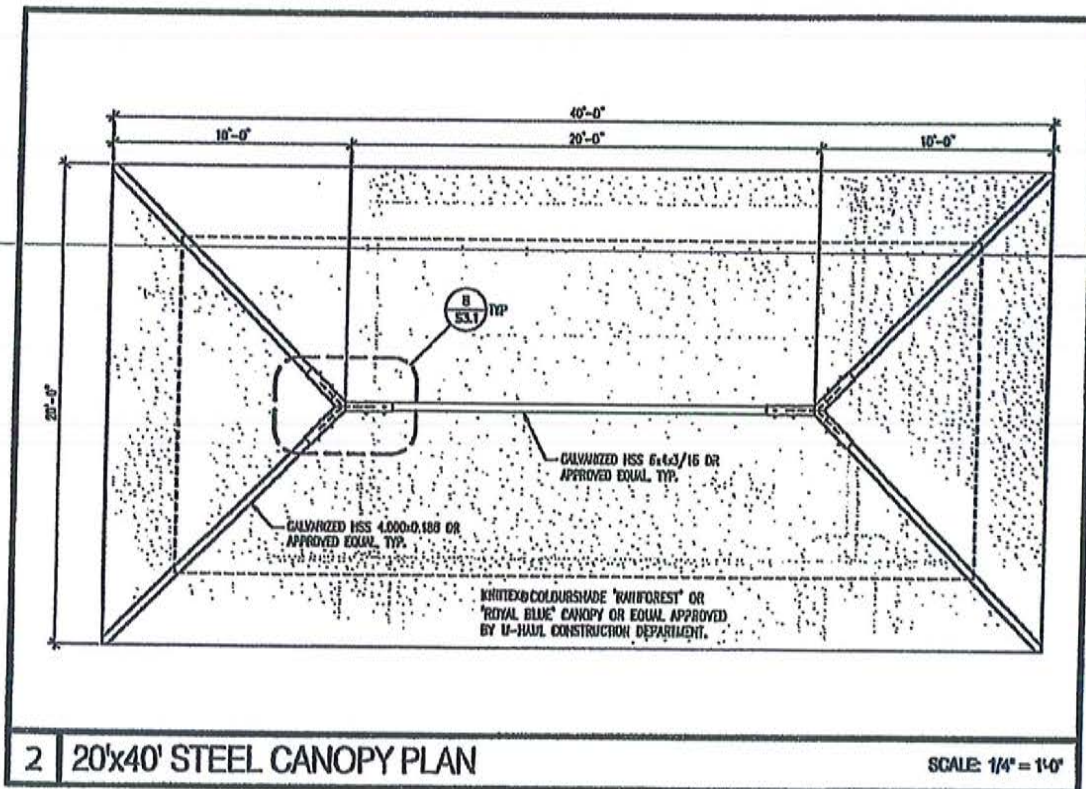 40'-0"
10'-0"
20'-0"
10'-0"
20'-0"
8
S3.1
TYP
GALVANIZED HSS 6x4x3/16 OR
APPROVED EQUAL, TYP.
GALVANIZED HSS 4.000x0.188 OR
APPROVED EQUAL, TYP.
COLOURSHADE "RAINFOREST" OR
"ROYAL BLUE" CANOPY OR EQUAL APPROVED
BY U-HAUL CONSTRUCTION DEPARTMENT.
2 20'x40' STEEL CANOPY PLAN
SCALE: 1/4" = 1'-0"